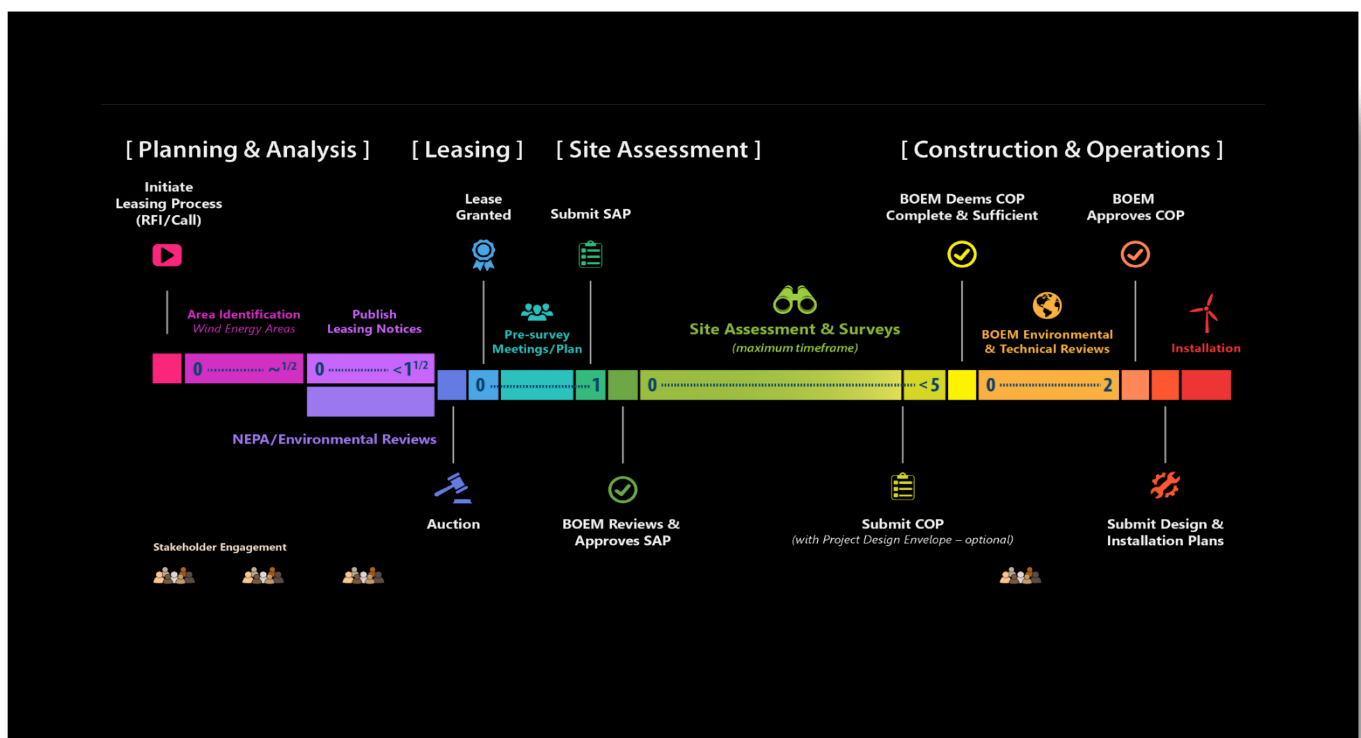 [ Planning & Analysis ]
[ Leasing ]
[ Site Assessment ]
[ Construction & Operations ]
Initiate
Leasing Process
(RFI/Call)
Lease
Granted
Submit SAP
BOEM Deems COP
Complete & Sufficient
BOEM
Approves COP
Area Identification
Wind Energy Areas
Publish
Leasing Notices
Pre-survey
Meetings/Plan
Site Assessment & Surveys
(maximum timeframe)
BOEM Environmental
& Technical Reviews
Installation
0 ~1/2
0 <1 1/2
0 1
0 <5
0 2
NEPA/Environmental Reviews
Auction
BOEM Reviews &
Approves SAP
Submit COP
(with Project Design Envelope – optional)
Submit Design &
Installation Plans
Stakeholder Engagement